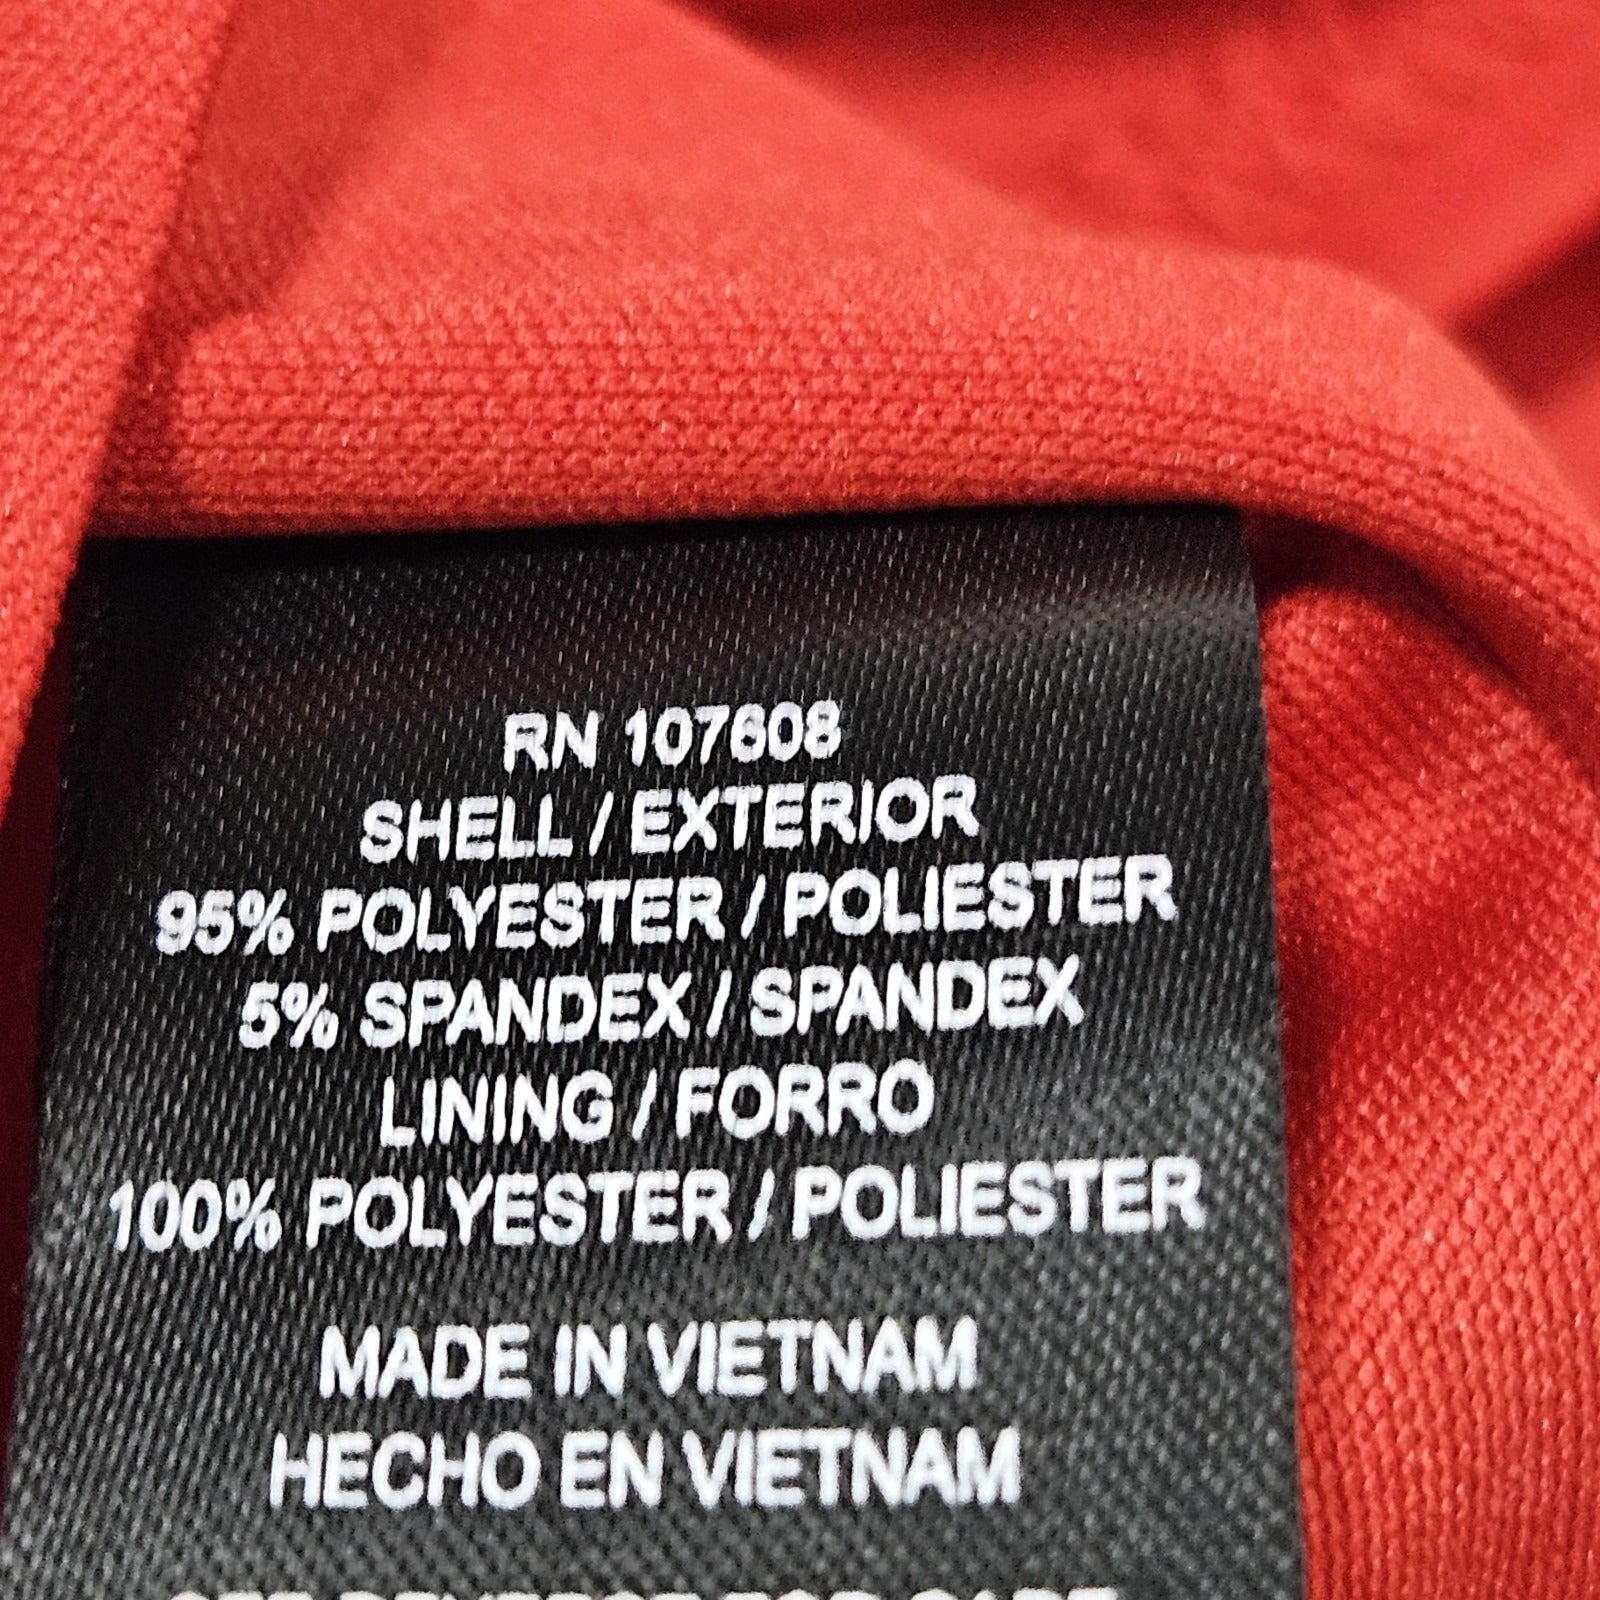 RN 107608
SHELL / EXTERIOR
95% POLYESTER / POLIESTER
5% SPANDEX / SPANDEX
LINING / FORRO
100% POLYESTER / POLIESTER
MADE IN VIETNAM
HECHO EN VIETNAM